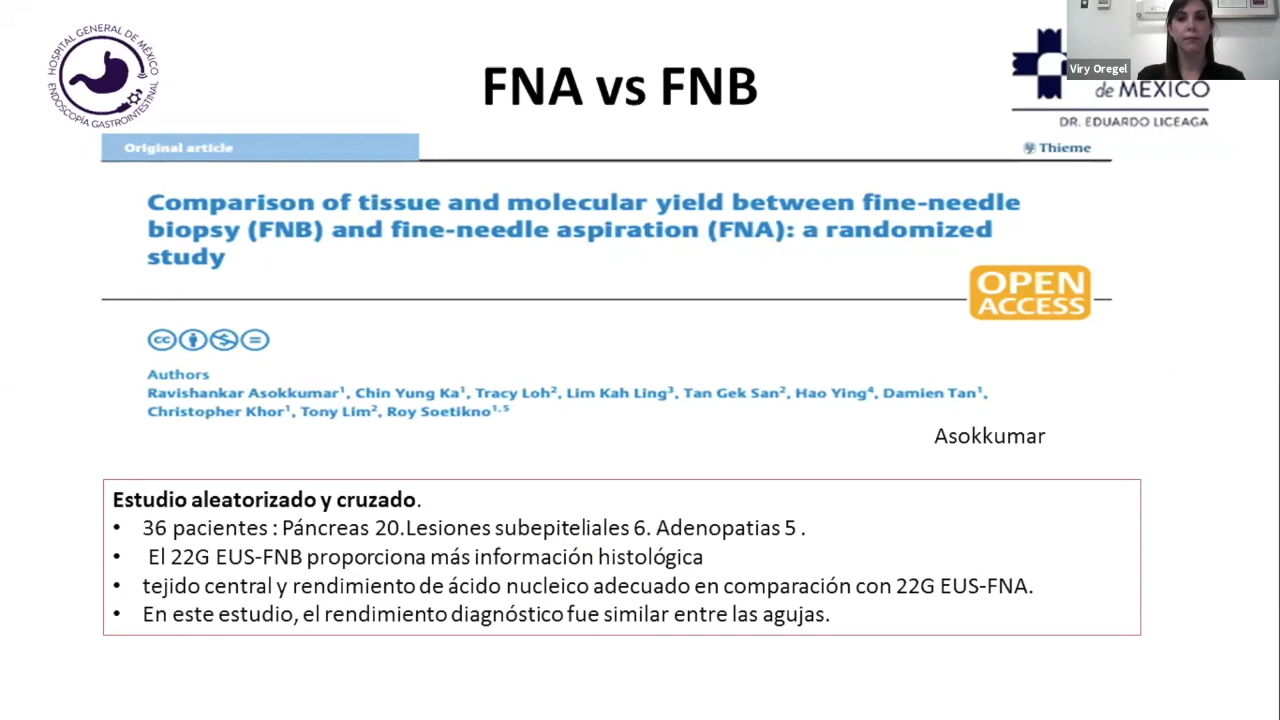 HOSPITAL GENERAL DE MÉXICO
ENDOSCOPÍA GASTROINTESTINAL
FNA vs FNB
Viry Oregel
de MÉXICO
DR. EDUARDO LICEAGA
Original article
Thieme
Comparison of tissue and molecular yield between fine-needle
biopsy (FNB) and fine-needle aspiration (FNA): a randomized
study
OPEN
ACCESS
cc
Authors
Ravishankar Asokkumar1, Chin Yung Ka1, Tracy Loh2, Lim Kah Ling3, Tan Gek San2, Hao Ying4, Damien Tan1,
Christopher Khor1, Tony Lim2, Roy Soetikno1,5
Asokkumar
Estudio aleatorizado y cruzado.
• 36 pacientes : Páncreas 20.Lesiones subepiteliales 6. Adenopatias 5 .
• El 22G EUS-FNB proporciona más información histológica
• tejido central y rendimiento de ácido nucleico adecuado en comparación con 22G EUS-FNA.
• En este estudio, el rendimiento diagnóstico fue similar entre las agujas.